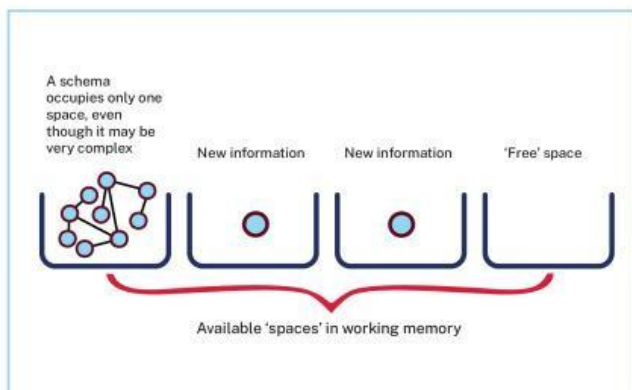 A schema
occupies only one
space, even
though it may be
very complex
New information
New information
'Free' space
Available 'spaces' in working memory